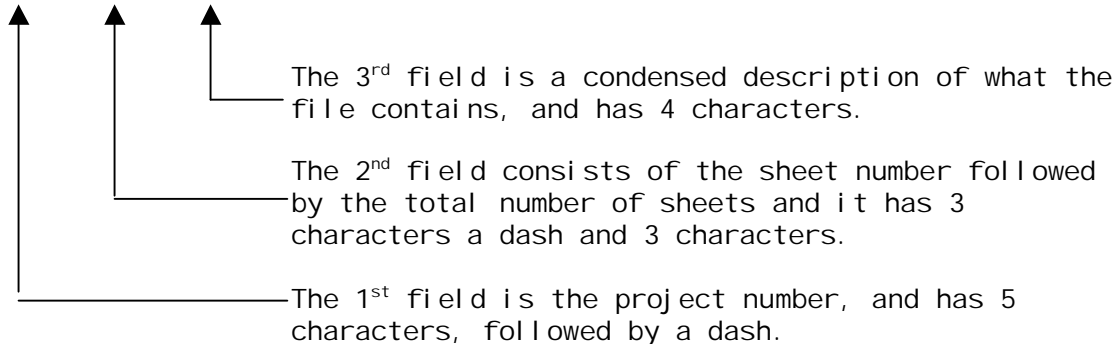 The 3rd field is a condensed description of what the
file contains, and has 4 characters.
The 2nd field consists of the sheet number followed
by the total number of sheets and it has 3
characters a dash and 3 characters.
The 1st field is the project number, and has 5
characters, followed by a dash.